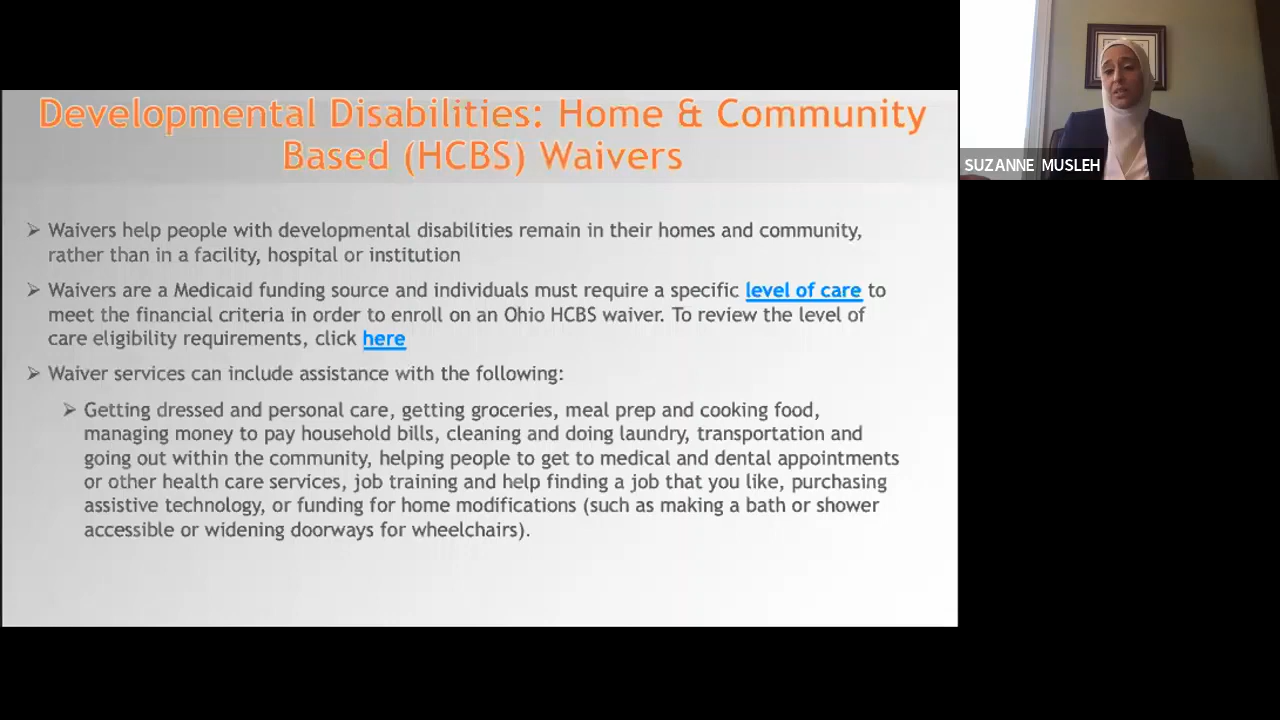 Developmental Disabilities: Home & Community
Based (HCBS) Waivers
SUZANNE MUSLEH
Waivers help people with developmental disabilities remain in their homes and community,
rather than in a facility, hospital or institution
Waivers are a Medicaid funding source and individuals must require a specific level of care to
meet the financial criteria in order to enroll on an Ohio HCBS waiver. To review the level of
care eligibility requirements, click here
Waiver services can include assistance with the following:
Getting dressed and personal care, getting groceries, meal prep and cooking food,
managing money to pay household bills, cleaning and doing laundry, transportation and
going out within the community, helping people to get to medical and dental appointments
or other health care services, job training and help finding a job that you like, purchasing
assistive technology, or funding for home modifications (such as making a bath or shower
accessible or widening doorways for wheelchairs).